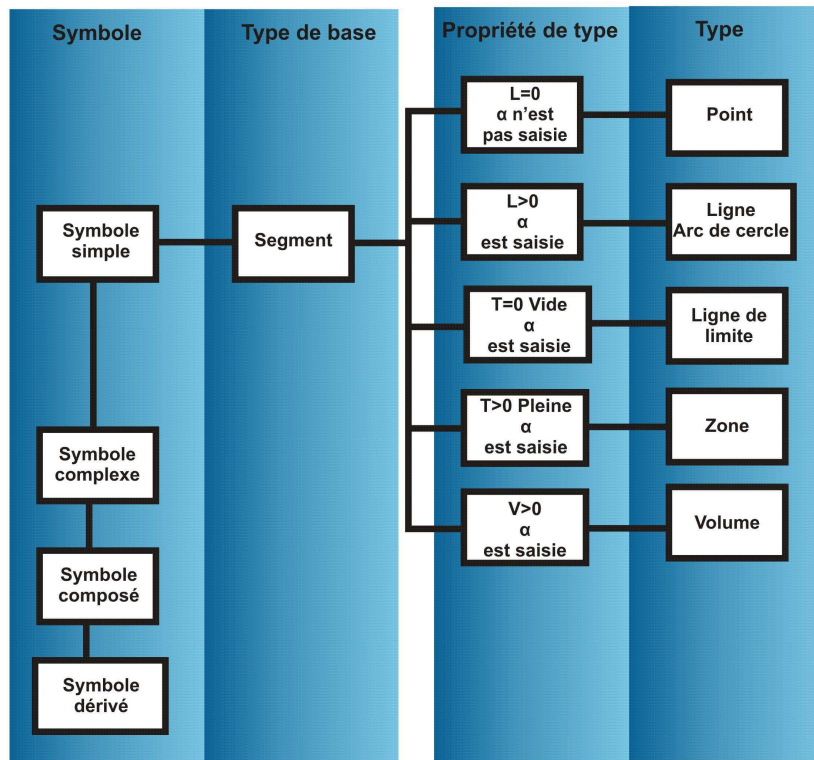 Symbole
Type de base
Propriété de type
Type
L=0
α n’est
pas saisie
Point
L>0
α
est saisie
Ligne
Arc de cercle
Symbole
simple
Segment
T=0 Vide
α
est saisie
Ligne de
limite
T>0 Pleine
α
est saisie
Zone
Symbole
complexe
V>0
α
est saisie
Volume
Symbole
composé
Symbole
dérivé